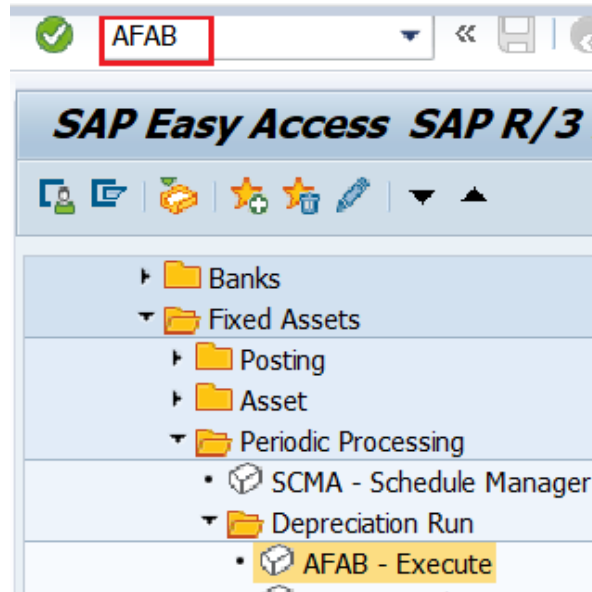 AFAB
SAP Easy Access SAP R/3
Banks
Fixed Assets
Posting
Asset
Periodic Processing
SCMA - Schedule Manager
Depreciation Run
AFAB - Execute